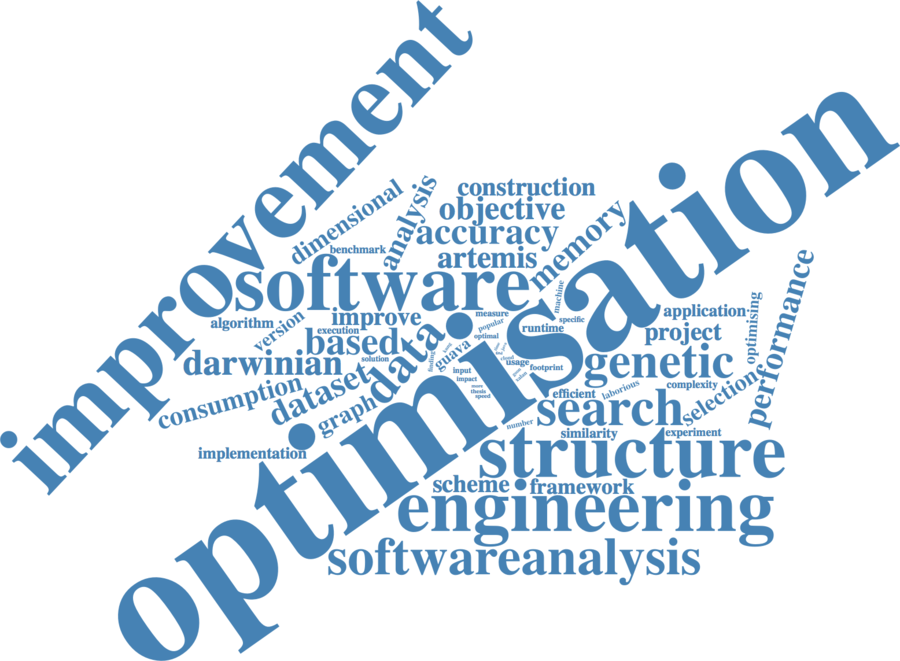 improvement
optimisation
construction
objective
accuracy
artemis
memory
analysis
dimensional
benchmark
software
algorithm
version
execution
improve
based
data
measure
popular
optimal
machine
specific
runtime
application
project
optimising
performance
darwinian
solution
guava
finding
input
impact
usage
footprint
cloud
genetic
consumption
dataset
graph
speed
thesis
efficient
laborious
complexity
selection
search
number
similarity
experiment
implementation
structure
scheme
framework
engineering
softwareanalysis